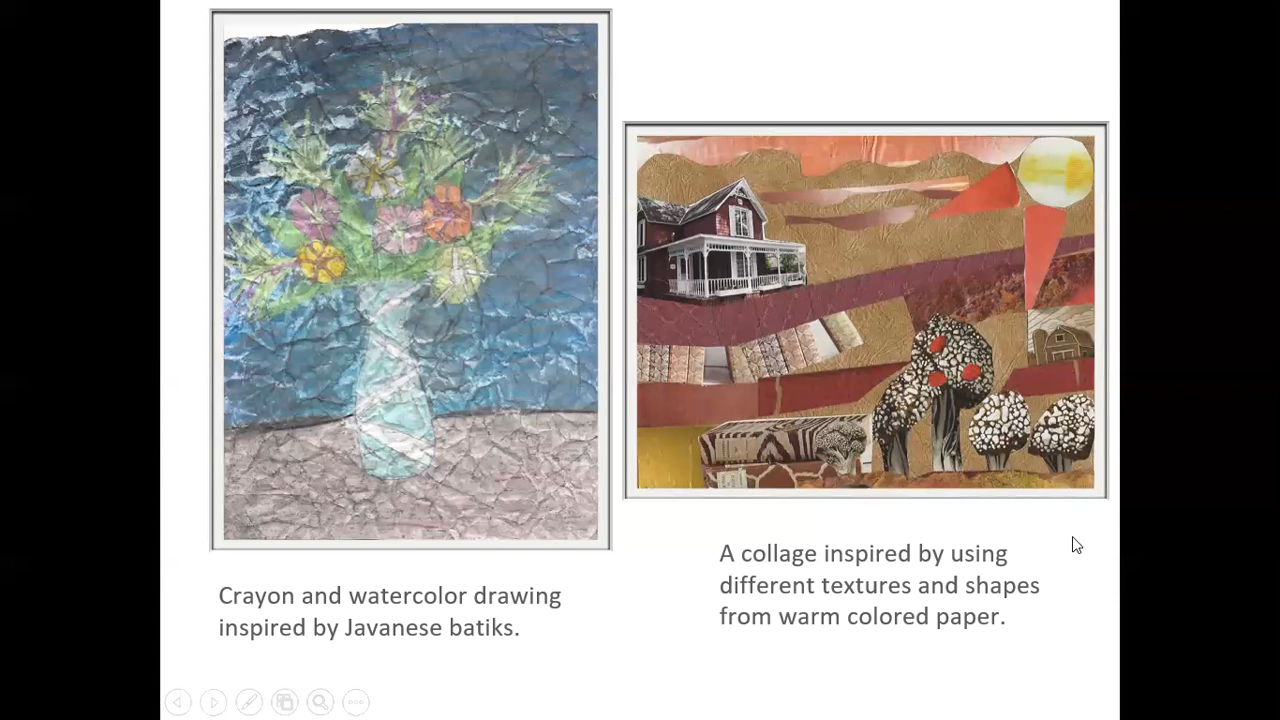 Crayon and watercolor drawing
inspired by Javanese batiks.
A collage inspired by using
different textures and shapes
from warm colored paper.